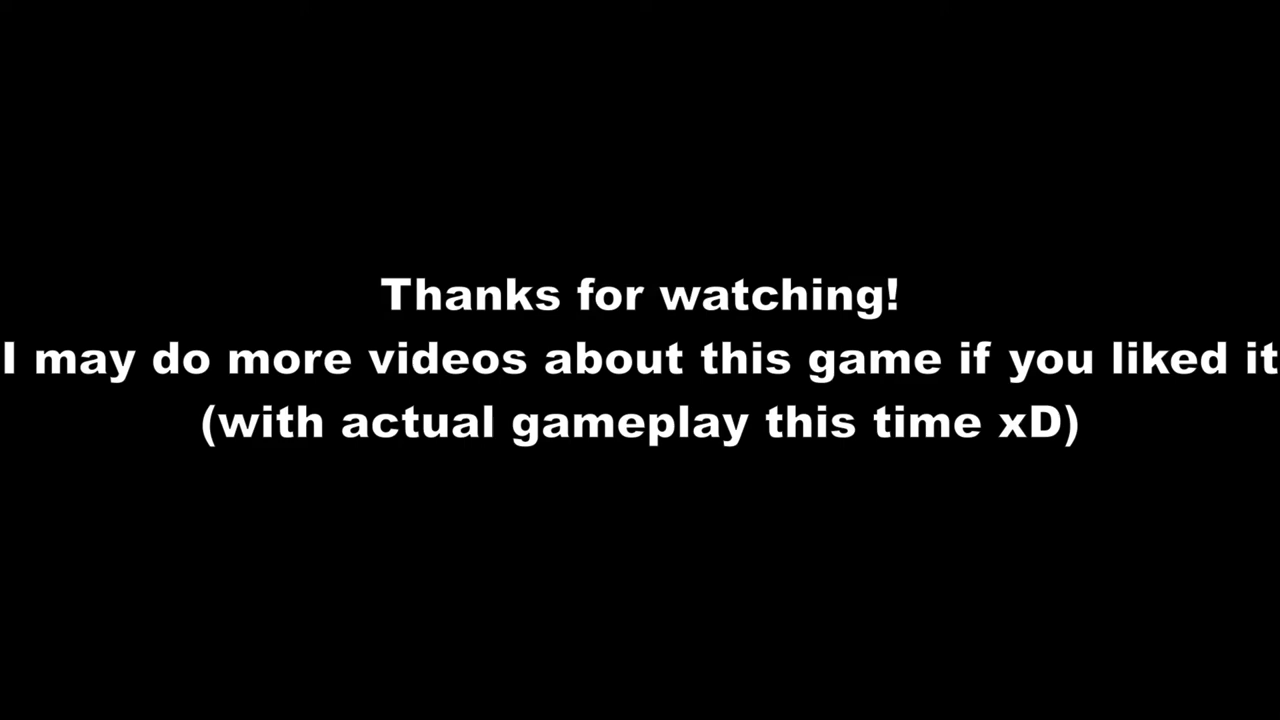 Thanks for watching!
I may do more videos about this game if you liked it
(with actual gameplay this time xD)